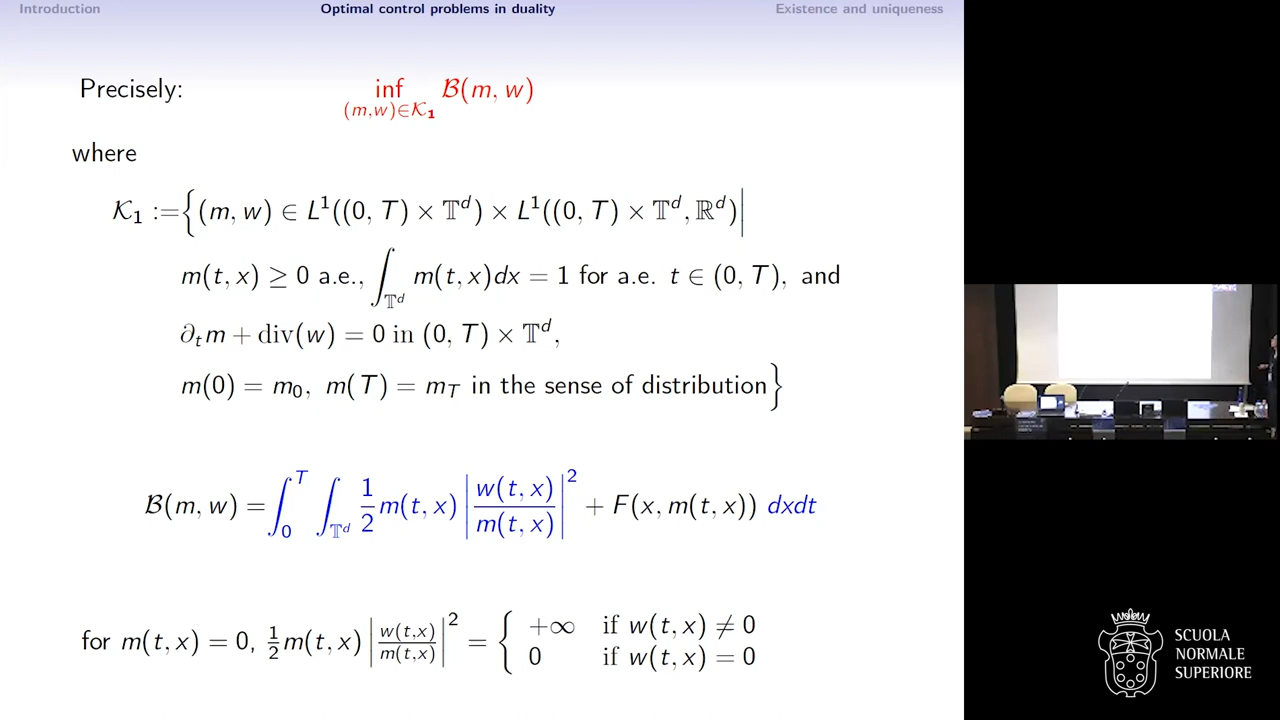 Introduction Optimal control problems in duality Existence and uniqueness
Precisely: inf_{(m,w)∈𝒦₁} ℬ(m, w)
where
𝒦₁ := { (m, w) ∈ L¹((0, T) × 𝕋ᵈ) × L¹((0, T) × 𝕋ᵈ, ℝᵈ) |
m(t, x) ≥ 0 a.e., ∫_{𝕋ᵈ} m(t, x)dx = 1 for a.e. t ∈ (0, T), and
∂ₜm + div(w) = 0 in (0, T) × 𝕋ᵈ,
m(0) = m₀, m(T) = m_T in the sense of distribution }
ℬ(m, w) = ∫₀ᵀ ∫_{𝕋ᵈ} 1/2 m(t, x) |w(t, x)/m(t, x)|² + F(x, m(t, x)) dxdt
for m(t, x) = 0, 1/2 m(t, x) |w(t,x)/m(t,x)|² = { +∞ if w(t, x) ≠ 0
0 if w(t, x) = 0
SCUOLA
NORMALE
SUPERIORE